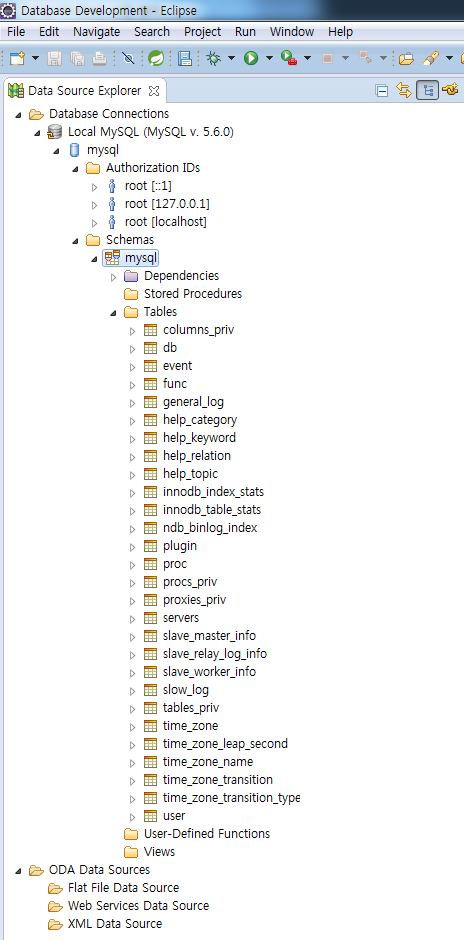 Database Development - Eclipse
File Edit Navigate Search Project Run Window Help
Data Source Explorer
Database Connections
Local MySQL (MySQL v. 5.6.0)
mysql
Authorization IDs
root [::1]
root [127.0.0.1]
root [localhost]
Schemas
mysql
Dependencies
Stored Procedures
Tables
columns_priv
db
event
func
general_log
help_category
help_keyword
help_relation
help_topic
innodb_index_stats
innodb_table_stats
ndb_binlog_index
plugin
proc
procs_priv
proxies_priv
servers
slave_master_info
slave_relay_log_info
slave_worker_info
slow_log
tables_priv
time_zone
time_zone_leap_second
time_zone_name
time_zone_transition
time_zone_transition_type
user
User-Defined Functions
Views
ODA Data Sources
Flat File Data Source
Web Services Data Source
XML Data Source